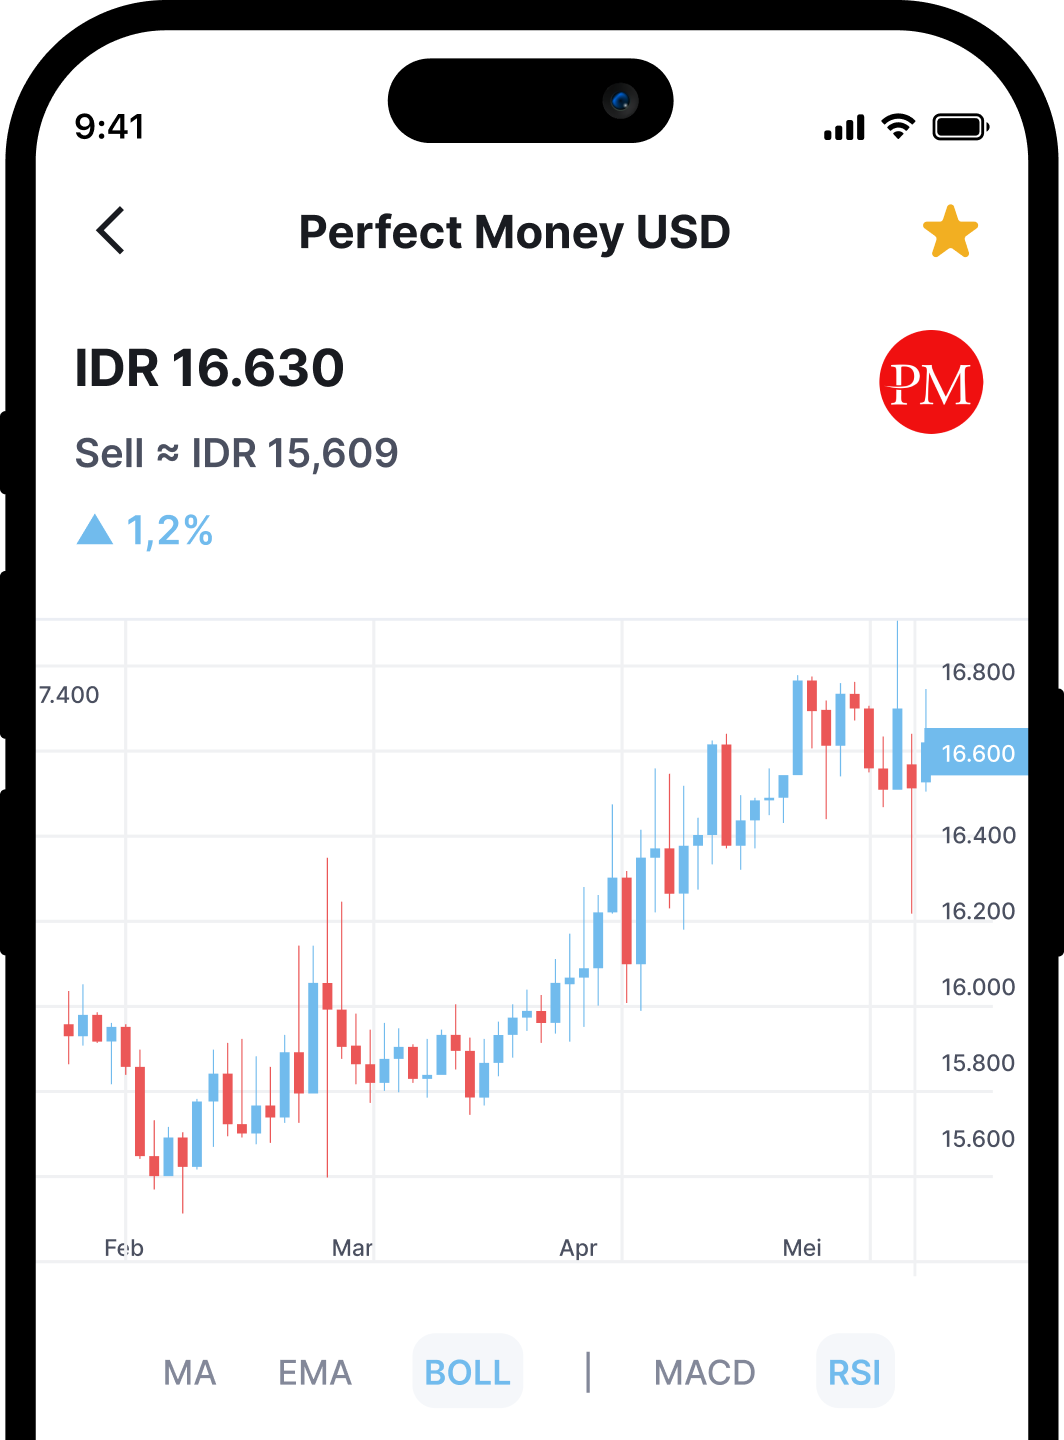 9:41
Perfect Money USD
IDR 16.630
PM
Sell ≈ IDR 15,609
▲ 1,2%
16.800
7.400
16.600
16.400
16.200
16.000
15.800
15.600
Feb Mar Apr Mei
MA EMA BOLL | MACD RSI